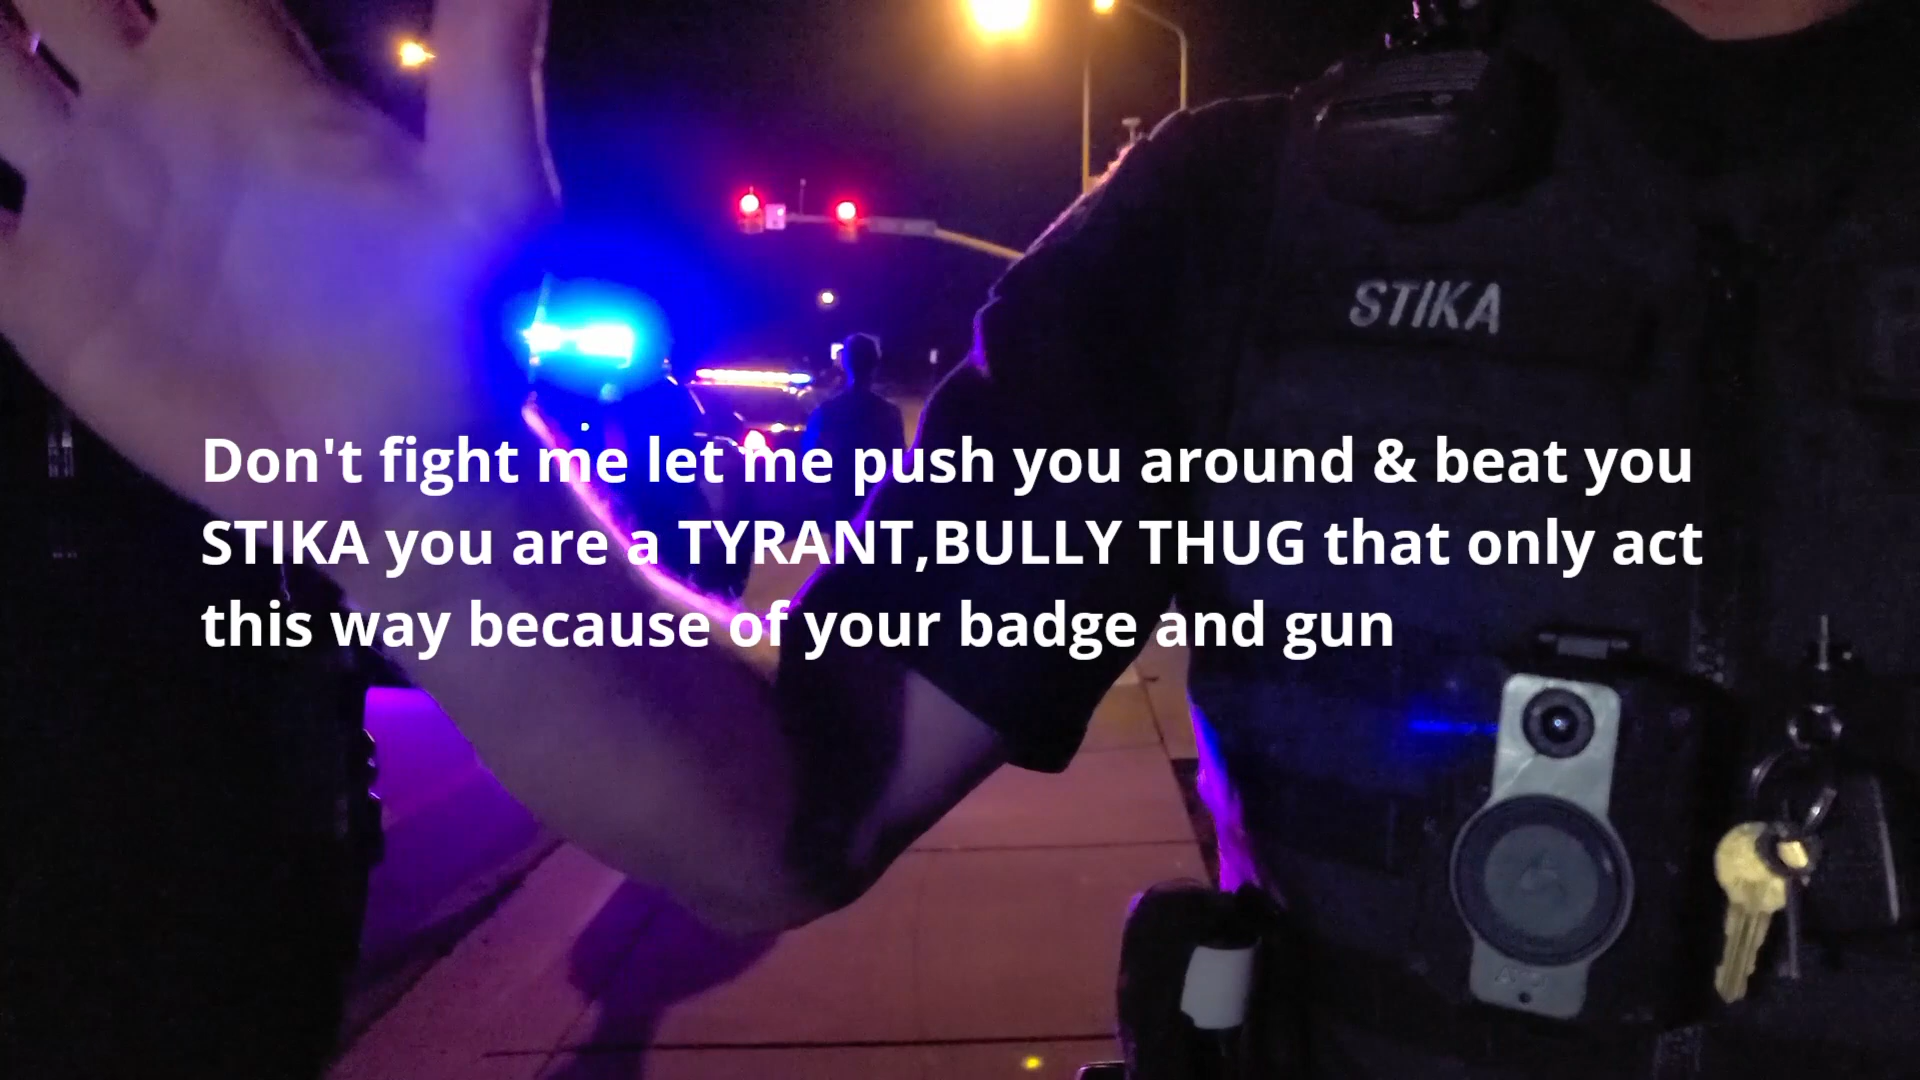 STIKA
Don't fight me let me push you around & beat you
STIKA you are a TYRANT,BULLY THUG that only act
this way because of your badge and gun